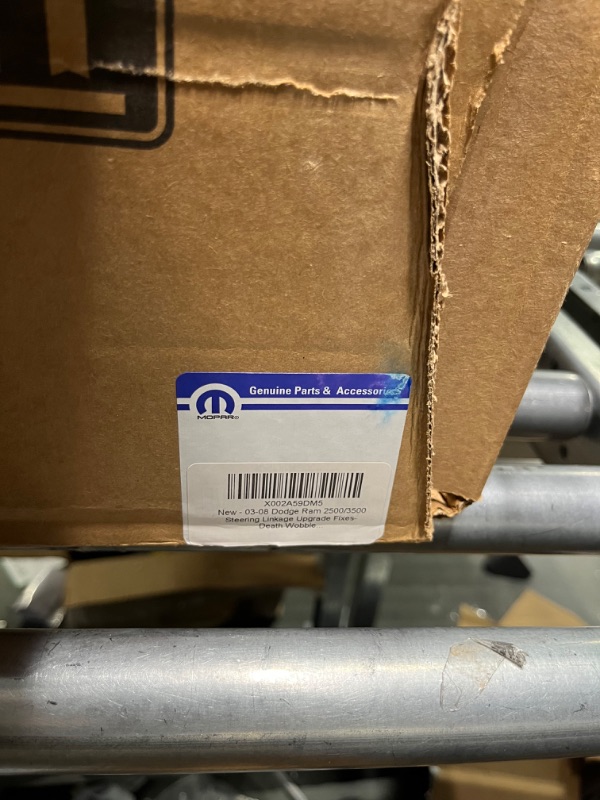 Genuine Parts & Accessories
MOPAR®
X002A59DM5
New - 03-08 Dodge Ram 2500/3500
Steering Linkage Upgrade Fixes-
Death Wobble...